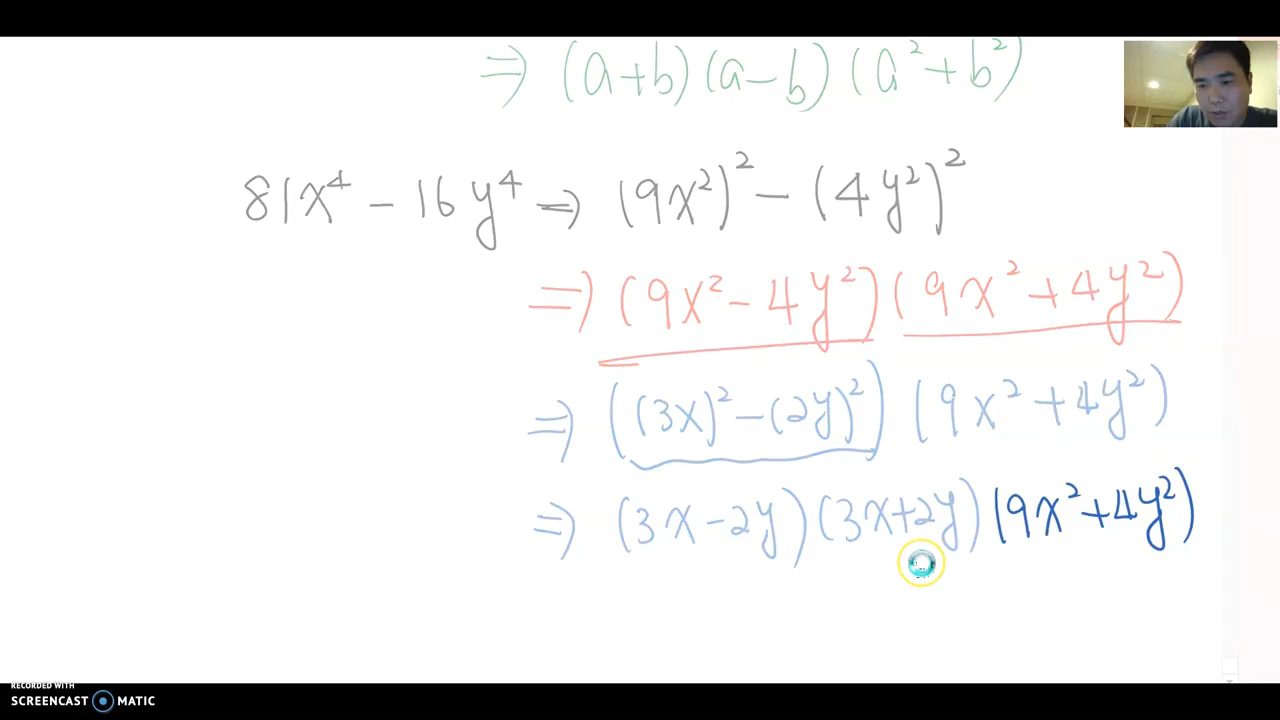 ⇒ (a+b)(a-b)(a²+b²)
81x⁴ - 16y⁴ ⇒ (9x²)² - (4y²)²
⇒ (9x² - 4y²)(9x² + 4y²)
⇒ ((3x)² - (2y)²)(9x² + 4y²)
⇒ (3x - 2y)(3x + 2y)(9x² + 4y²)
RECORDED WITH
SCREENCAST MATIC